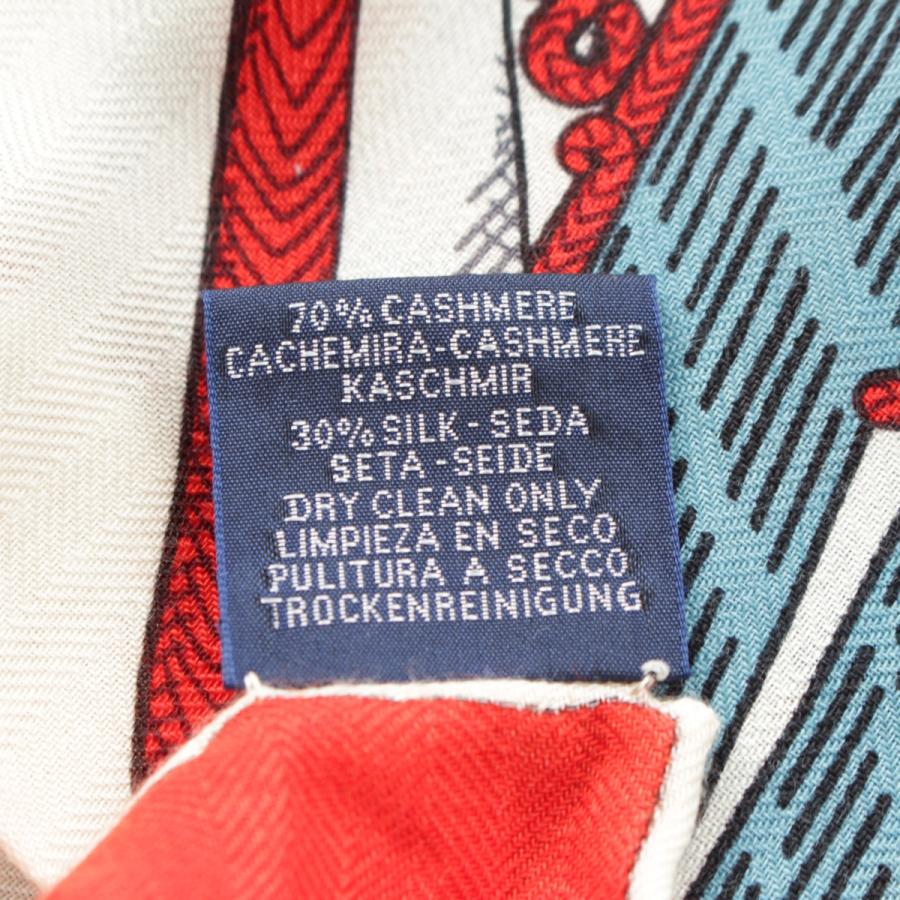 70% CASHMERE
CACHEMIRA-CASHMERE
KASCHMIR
30% SILK - SEDA
SETA - SEIDE
DRY CLEAN ONLY
LIMPIEZA EN SECO
PULITURA A SECCO
TROCKENREINIGUNG